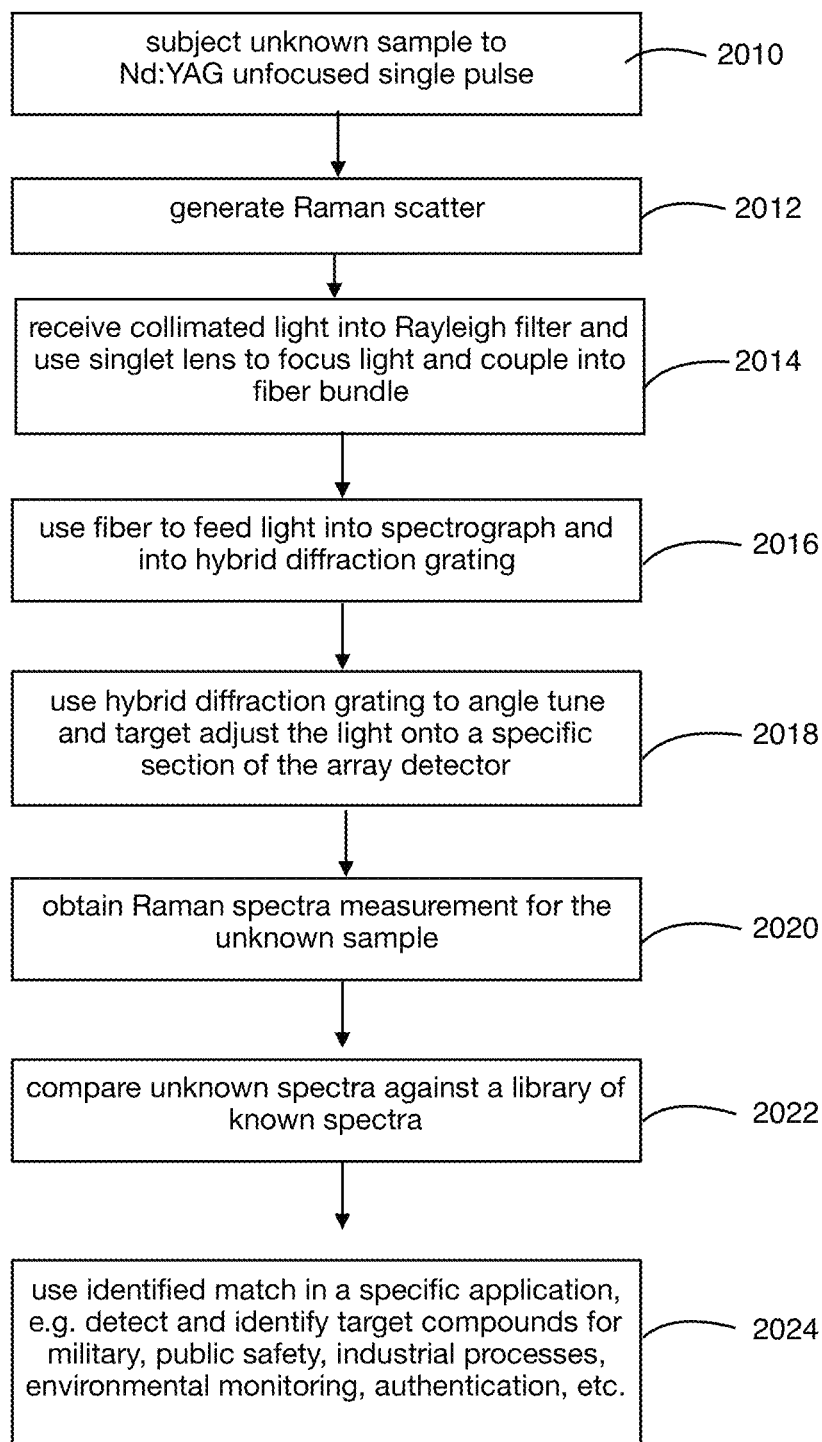 subject unknown sample to
Nd:YAG unfocused single pulse
2010
generate Raman scatter
2012
receive collimated light into Rayleigh filter and
use singlet lens to focus light and couple into
fiber bundle
2014
use fiber to feed light into spectrograph and
into hybrid diffraction grating
2016
use hybrid diffraction grating to angle tune
and target adjust the light onto a specific
section of the array detector
2018
obtain Raman spectra measurement for the
unknown sample
2020
compare unknown spectra against a library of
known spectra
2022
use identified match in a specific application,
e.g. detect and identify target compounds for
military, public safety, industrial processes,
environmental monitoring, authentication, etc.
2024